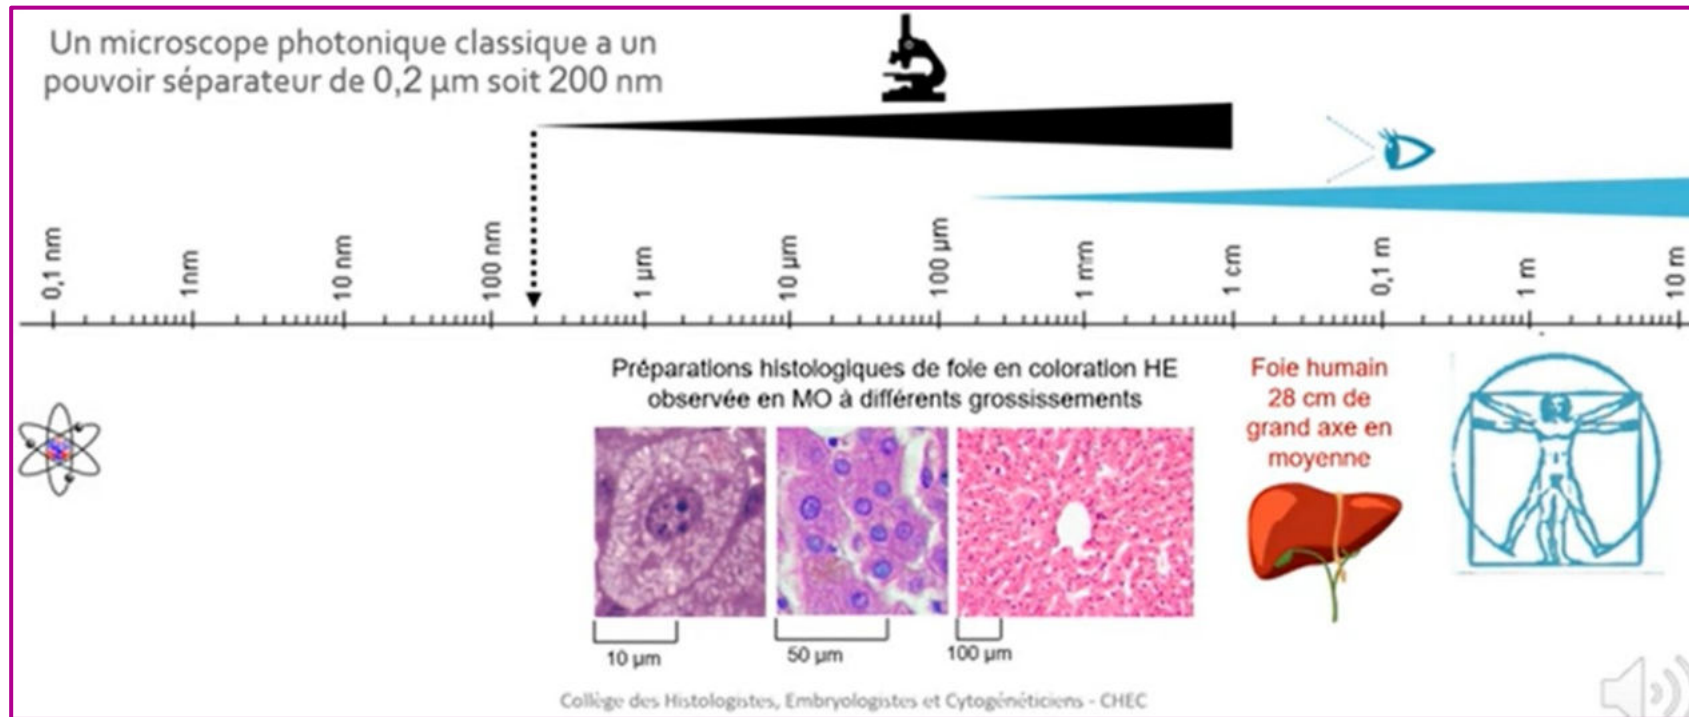 Un microscope photonique classique a un
pouvoir séparateur de 0,2 µm soit 200 nm
0,1 nm
1nm
10 nm
100 nm
1 µm
10 µm
100 µm
1 mm
1 cm
0,1 m
1 m
10 m
Préparations histologiques de foie en coloration HE
observée en MO à différents grossissements
Foie humain
28 cm de
grand axe en
moyenne
10 µm
50 µm
100 µm
Collège des Histologistes, Embryologistes et Cytogénéticiens - CHEC